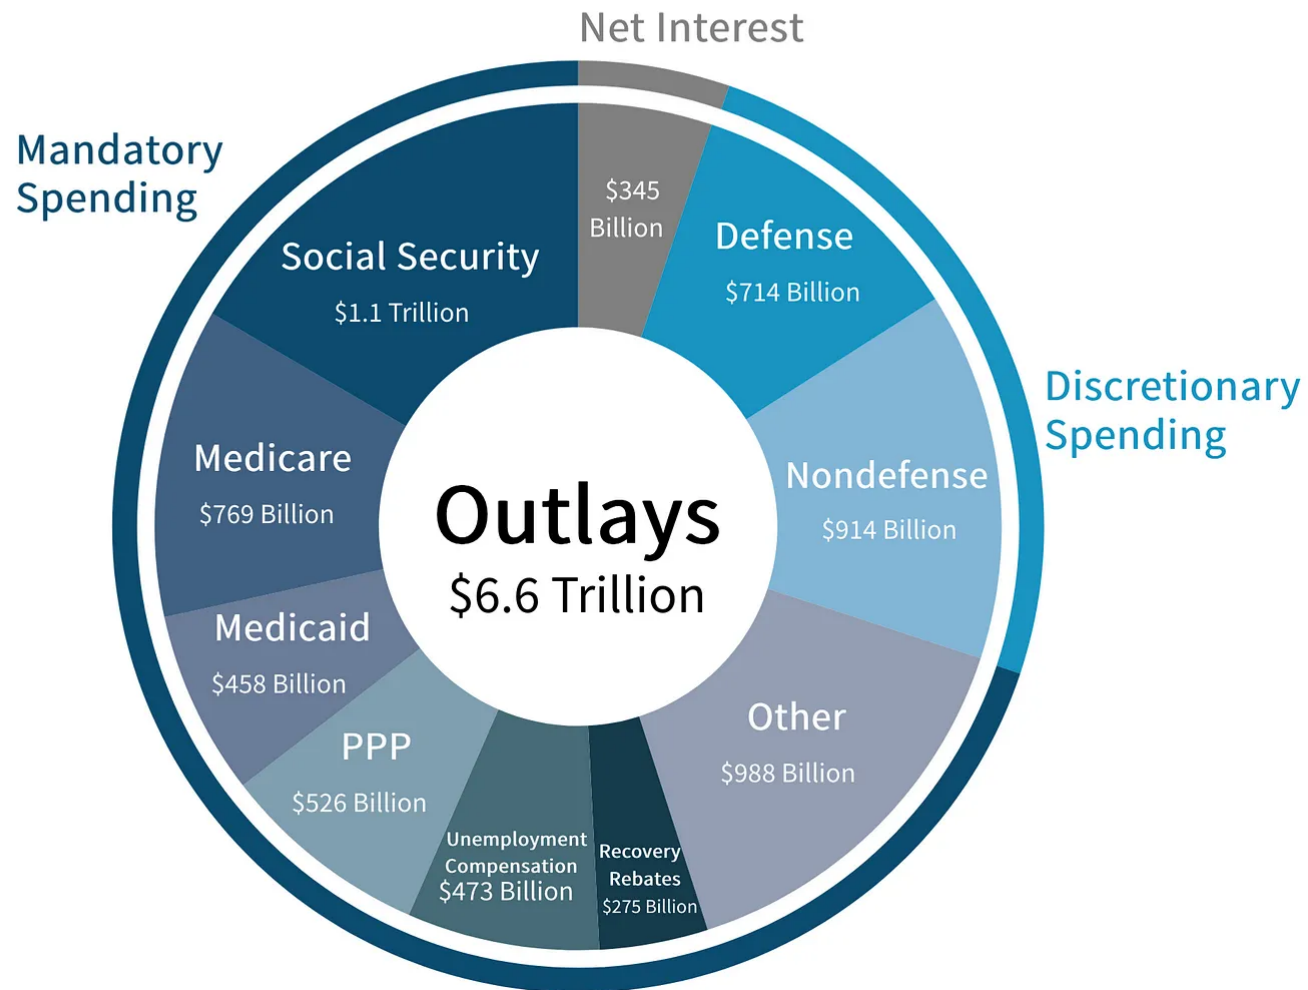 Net Interest
Mandatory
Spending
$345
Billion
Defense
$714 Billion
Social Security
$1.1 Trillion
Discretionary
Spending
Medicare
$769 Billion
Nondefense
$914 Billion
Outlays
$6.6 Trillion
Medicaid
$458 Billion
Other
$988 Billion
PPP
$526 Billion
Unemployment
Compensation
$473 Billion
Recovery
Rebates
$275 Billion